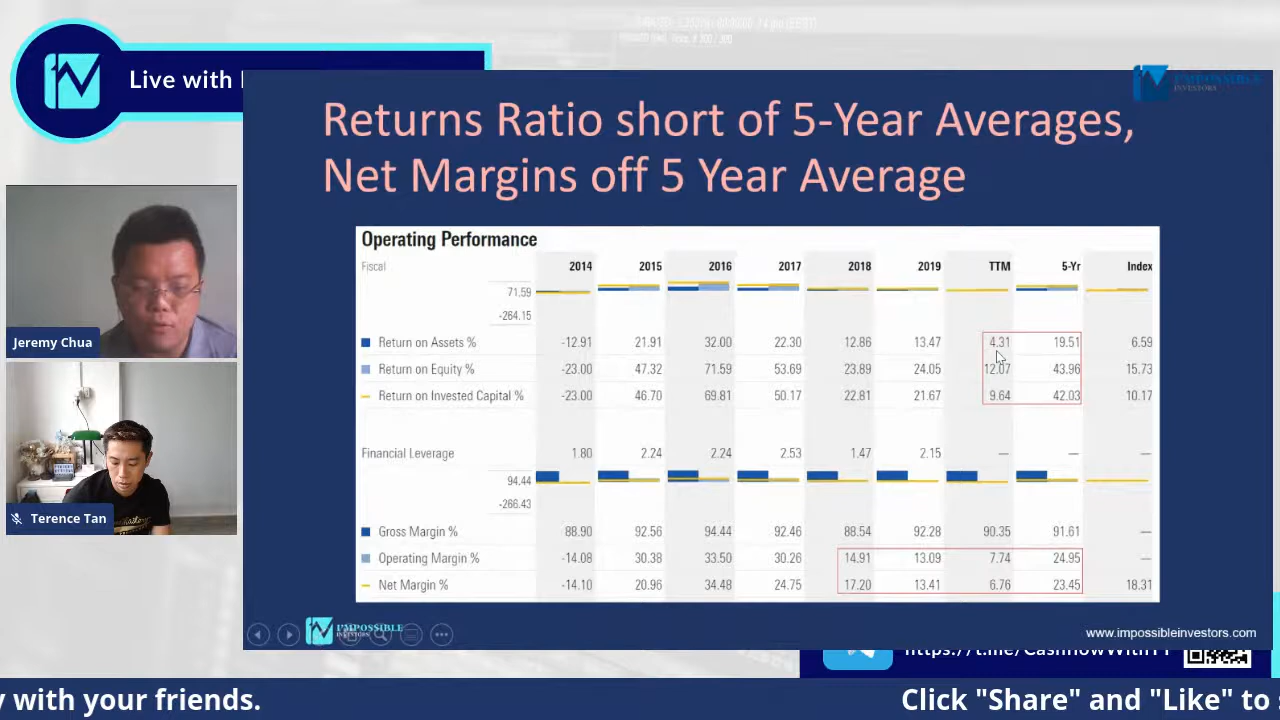 Live with
I'MPOSSIBLE
INVESTORS
Returns Ratio short of 5-Year Averages,
Net Margins off 5 Year Average
Operating Performance
Fiscal 2014 2015 2016 2017 2018 2019 TTM 5-Yr Index
71.59
-264.15
Return on Assets % -12.91 21.91 32.00 22.30 12.86 13.47 4.31 19.51 6.59
Return on Equity % -23.00 47.32 71.59 53.69 23.89 24.05 12.07 43.96 15.73
Return on Invested Capital % -23.00 46.70 69.81 50.17 22.81 21.67 9.64 42.03 10.17
Financial Leverage 1.80 2.24 2.24 2.53 1.47 2.15 — — —
94.44
-266.43
Gross Margin % 88.90 92.56 94.44 92.46 88.54 92.28 90.35 91.61 —
Operating Margin % -14.08 30.38 33.50 30.26 14.91 13.09 7.74 24.95 —
Net Margin % -14.10 20.96 34.48 24.75 17.20 13.41 6.76 23.45 18.31
Jeremy Chua
Terence Tan
I'MPOSSIBLE
INVESTORS
www.impossibleinvestors.com
https://t.me/CashflowWithTT
y with your friends.
Click "Share" and "Like" to